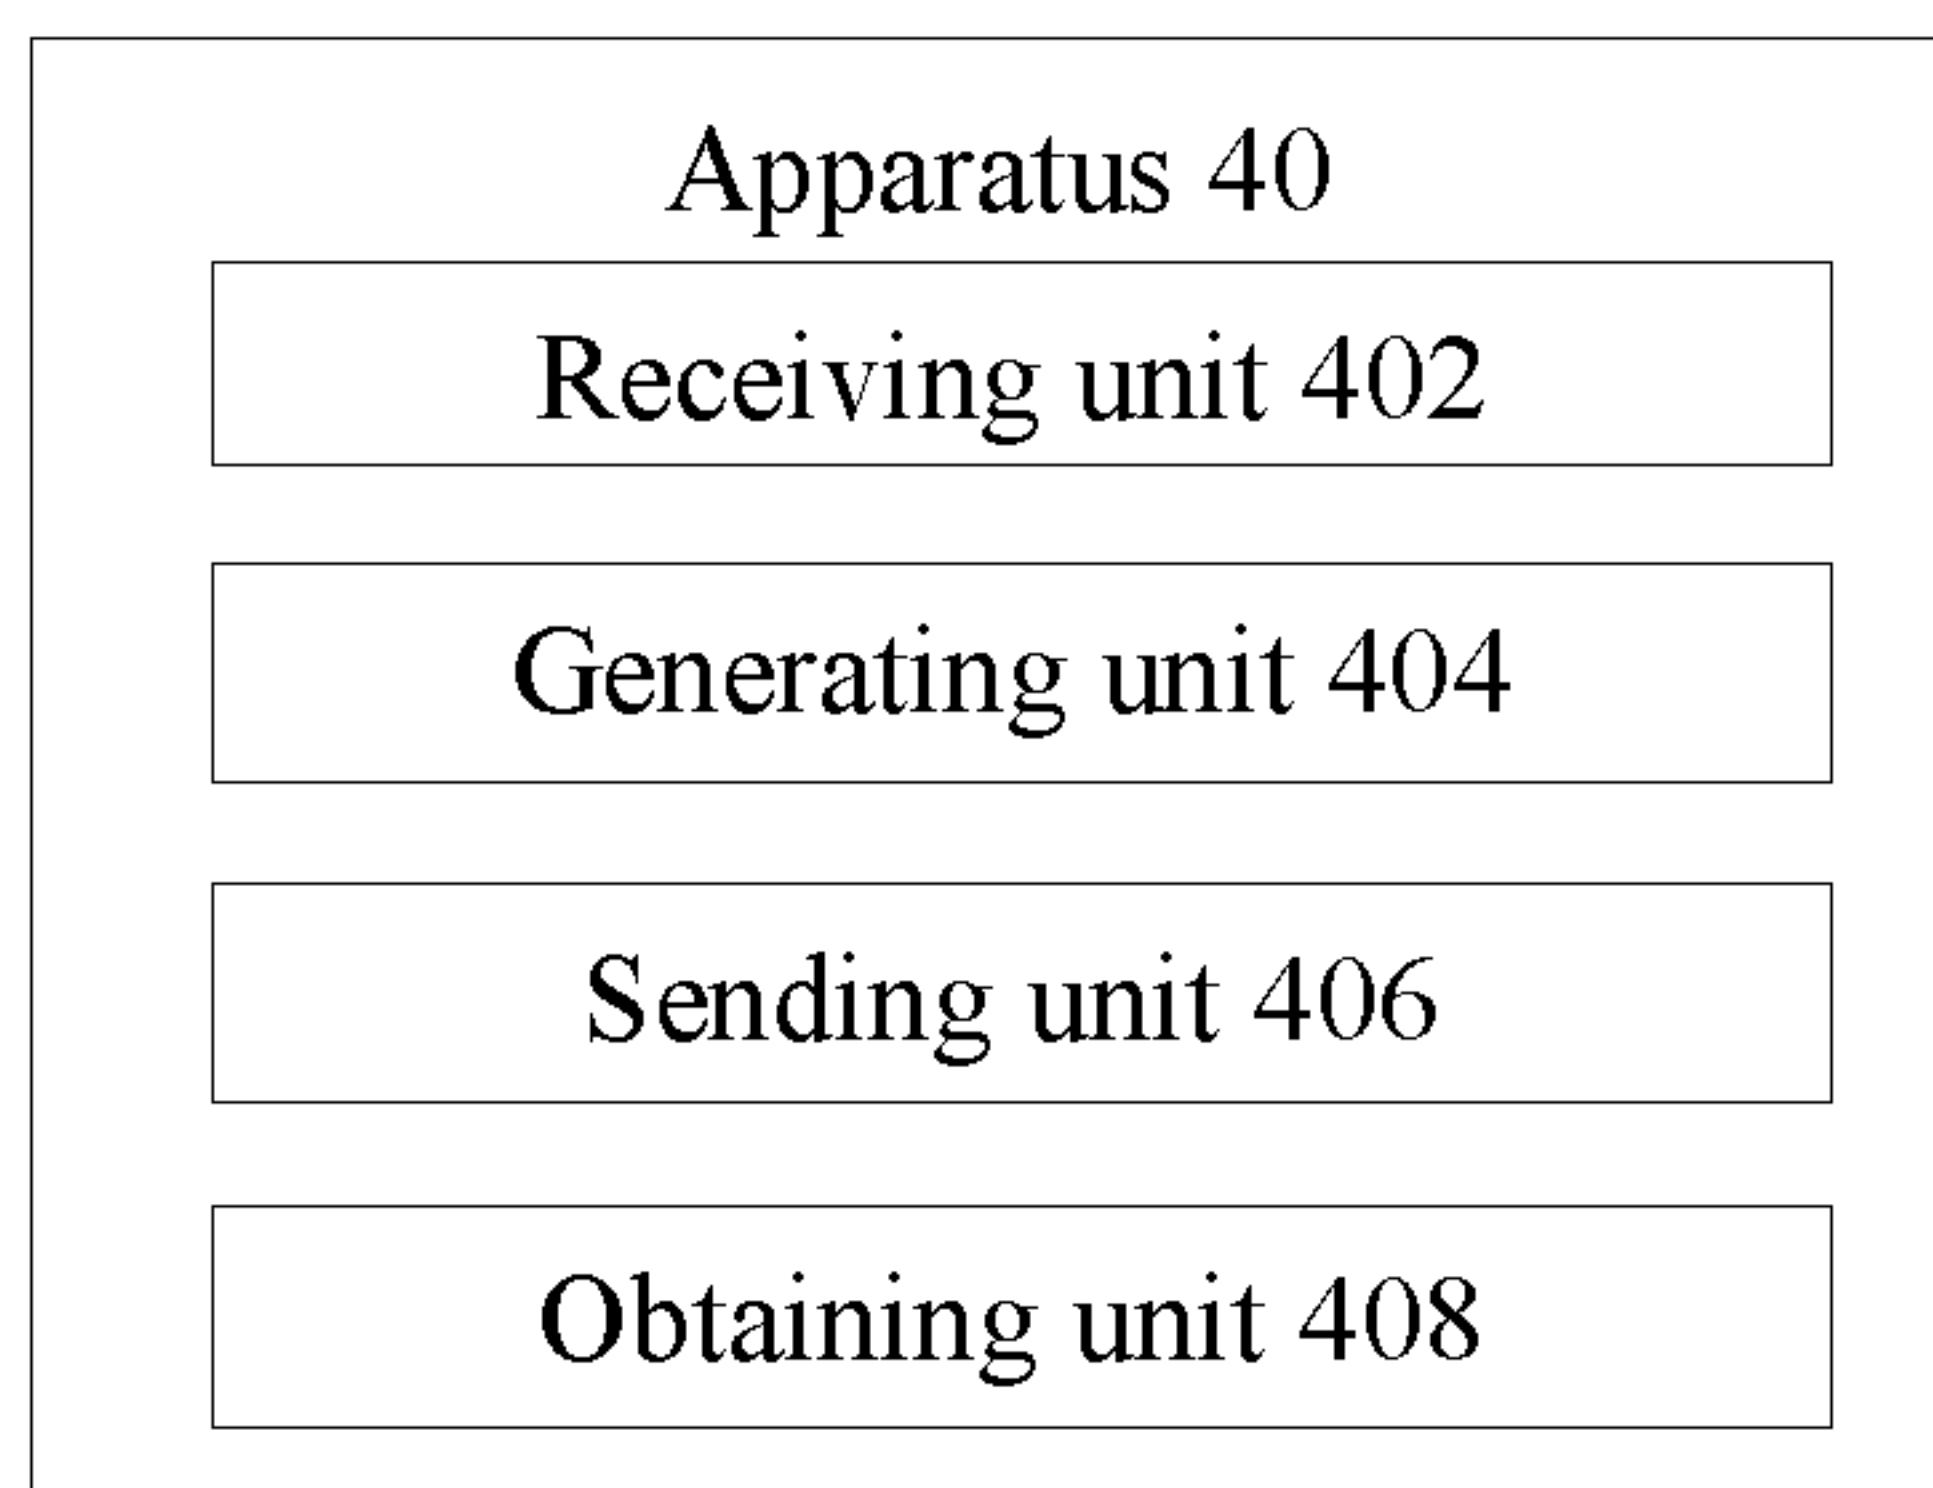 Apparatus 40
Receiving unit 402
Generating unit 404
Sending unit 406
Obtaining unit 408